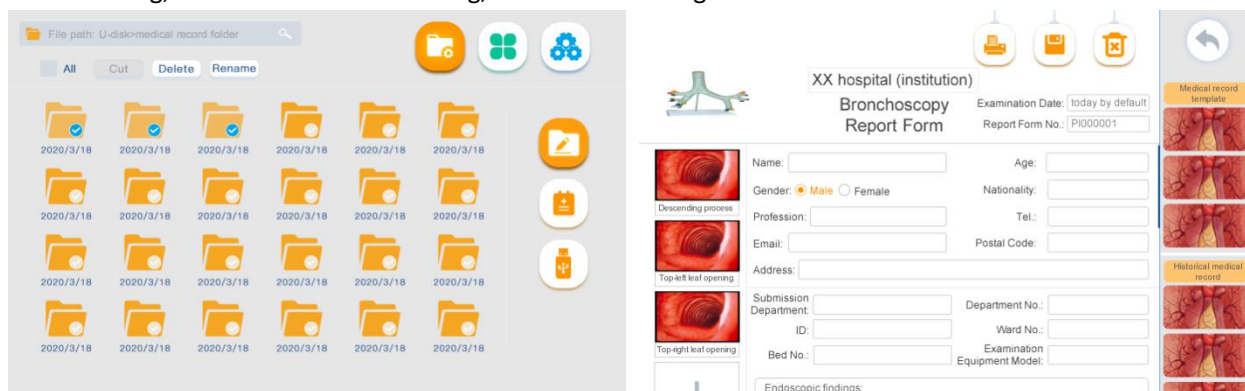 File path: U-disk>medical record folder
All Cut Delete Rename
2020/3/18 2020/3/18 2020/3/18 2020/3/18 2020/3/18 2020/3/18
2020/3/18 2020/3/18 2020/3/18 2020/3/18 2020/3/18 2020/3/18
2020/3/18 2020/3/18 2020/3/18 2020/3/18 2020/3/18 2020/3/18
2020/3/18 2020/3/18 2020/3/18 2020/3/18 2020/3/18 2020/3/18
XX hospital (institution)
Bronchoscopy
Report Form
Examination Date: today by default
Report Form No.: PI000001
Descending process
Top-left leaf opening
Top-right leaf opening
Name: Age:
Gender: Male Female Nationality:
Profession: Tel.:
Email: Postal Code:
Address:
Submission
Department: Department No.:
ID: Ward No.:
Bed No.: Examination
Equipment Model:
Endoscopic findings:
Medical record
template
Historical medical
record